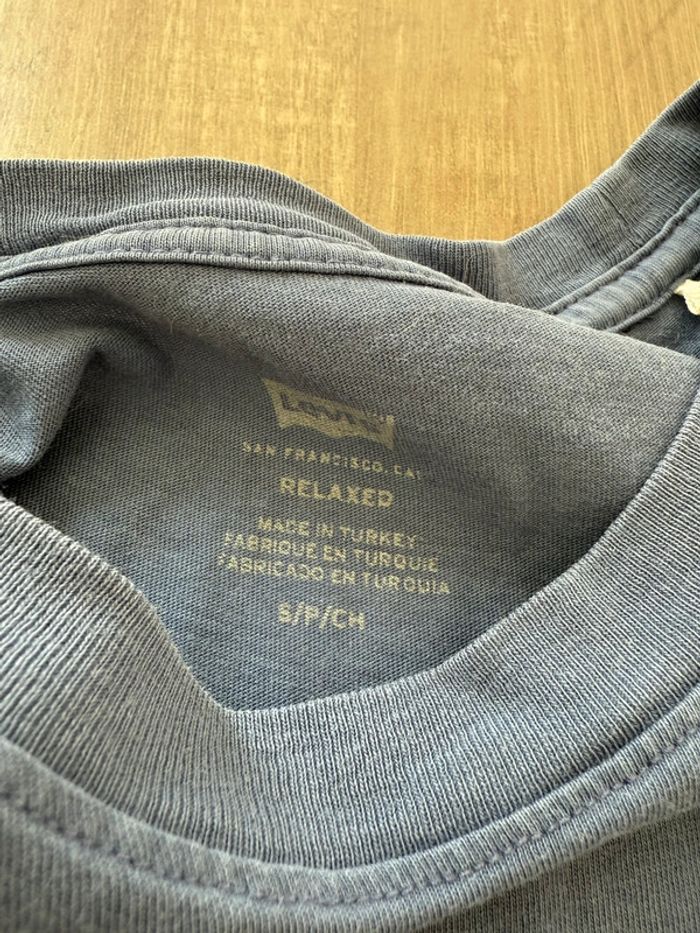 Levi's
SAN FRANCISCO, CAL
RELAXED
MADE IN TURKEY
FABRIQUE EN TURQUIE
FABRICADO EN TURQUIA
S/P/CH